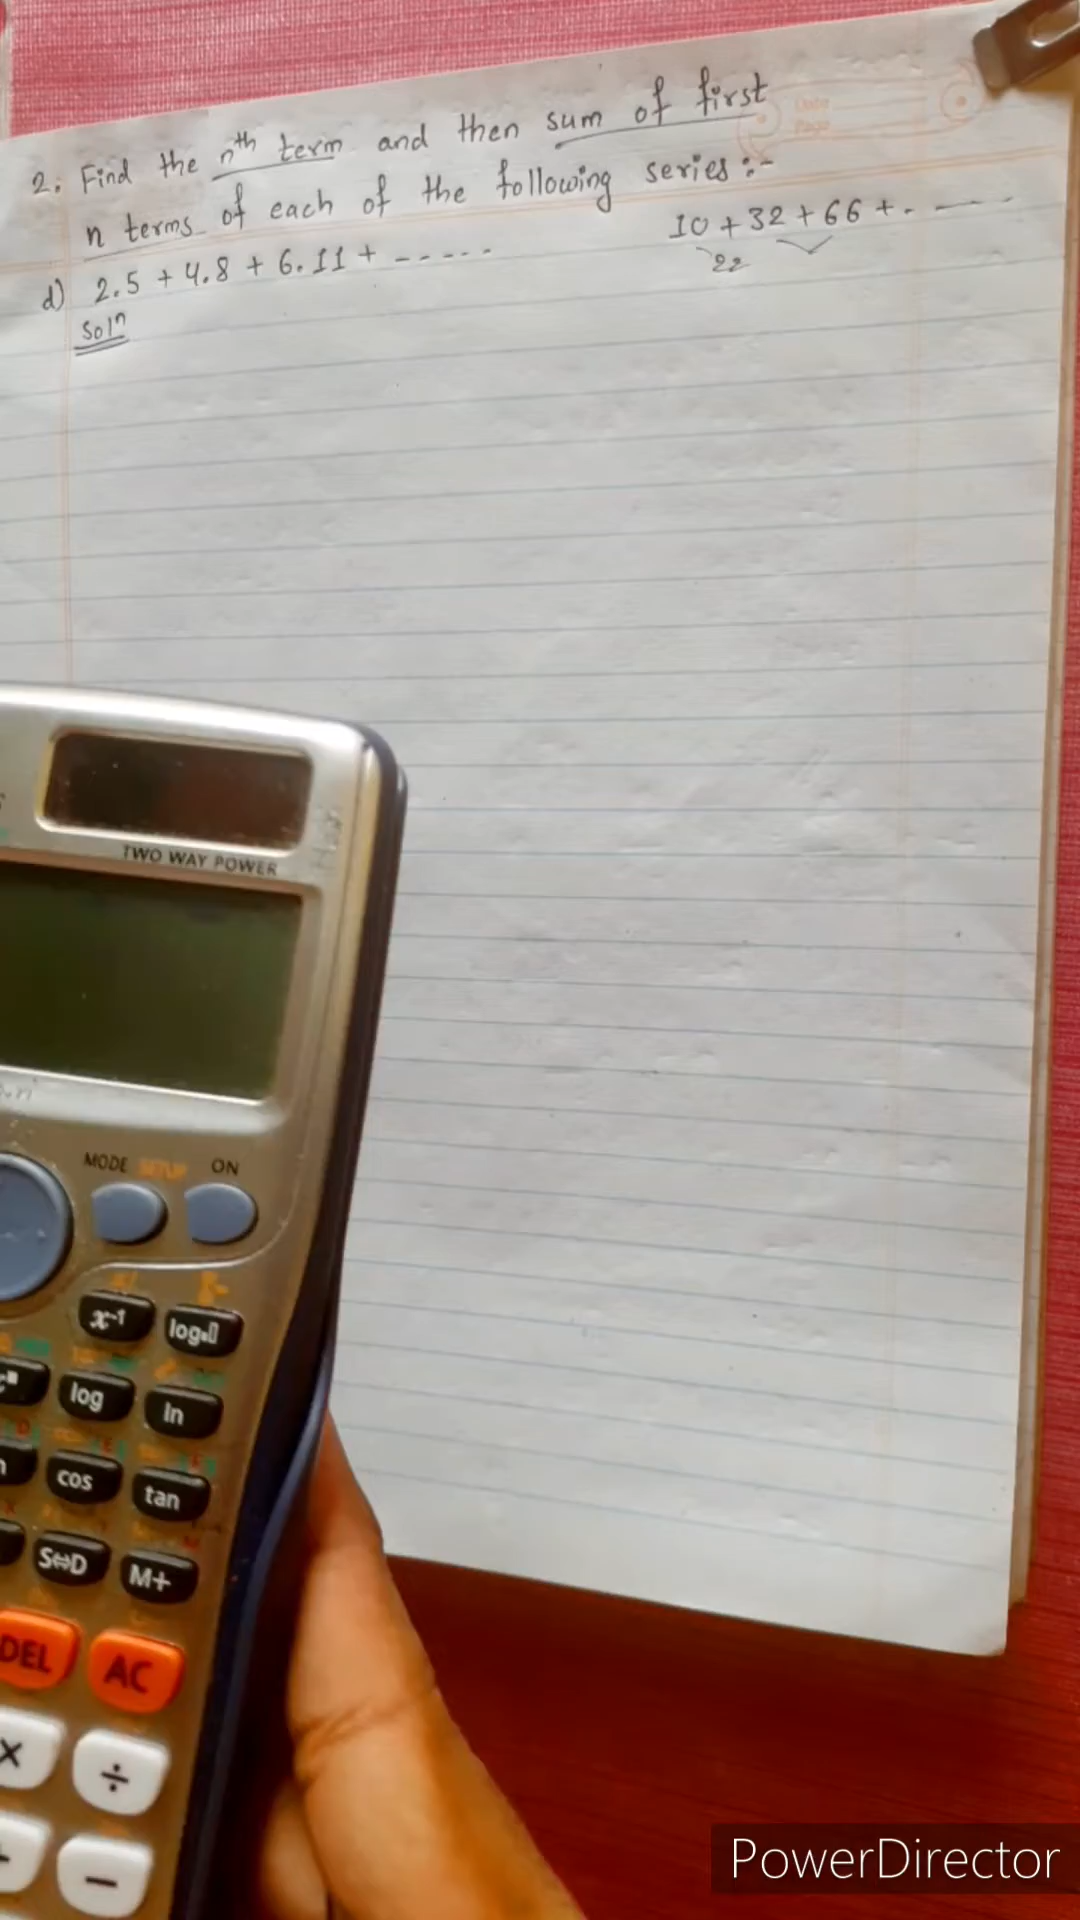 2. Find the nth term and then sum of first
n terms of each of the following series :-
d) 2.5 + 4.8 + 6.11 + - - - - -
10 + 32 + 66 + - - - -
22
Soln
Date
Page
TWO WAY POWER
MODE SETUP ON
x⁻¹ log
log ln
cos tan
S⇔D M+
DEL AC
× ÷
−
PowerDirector